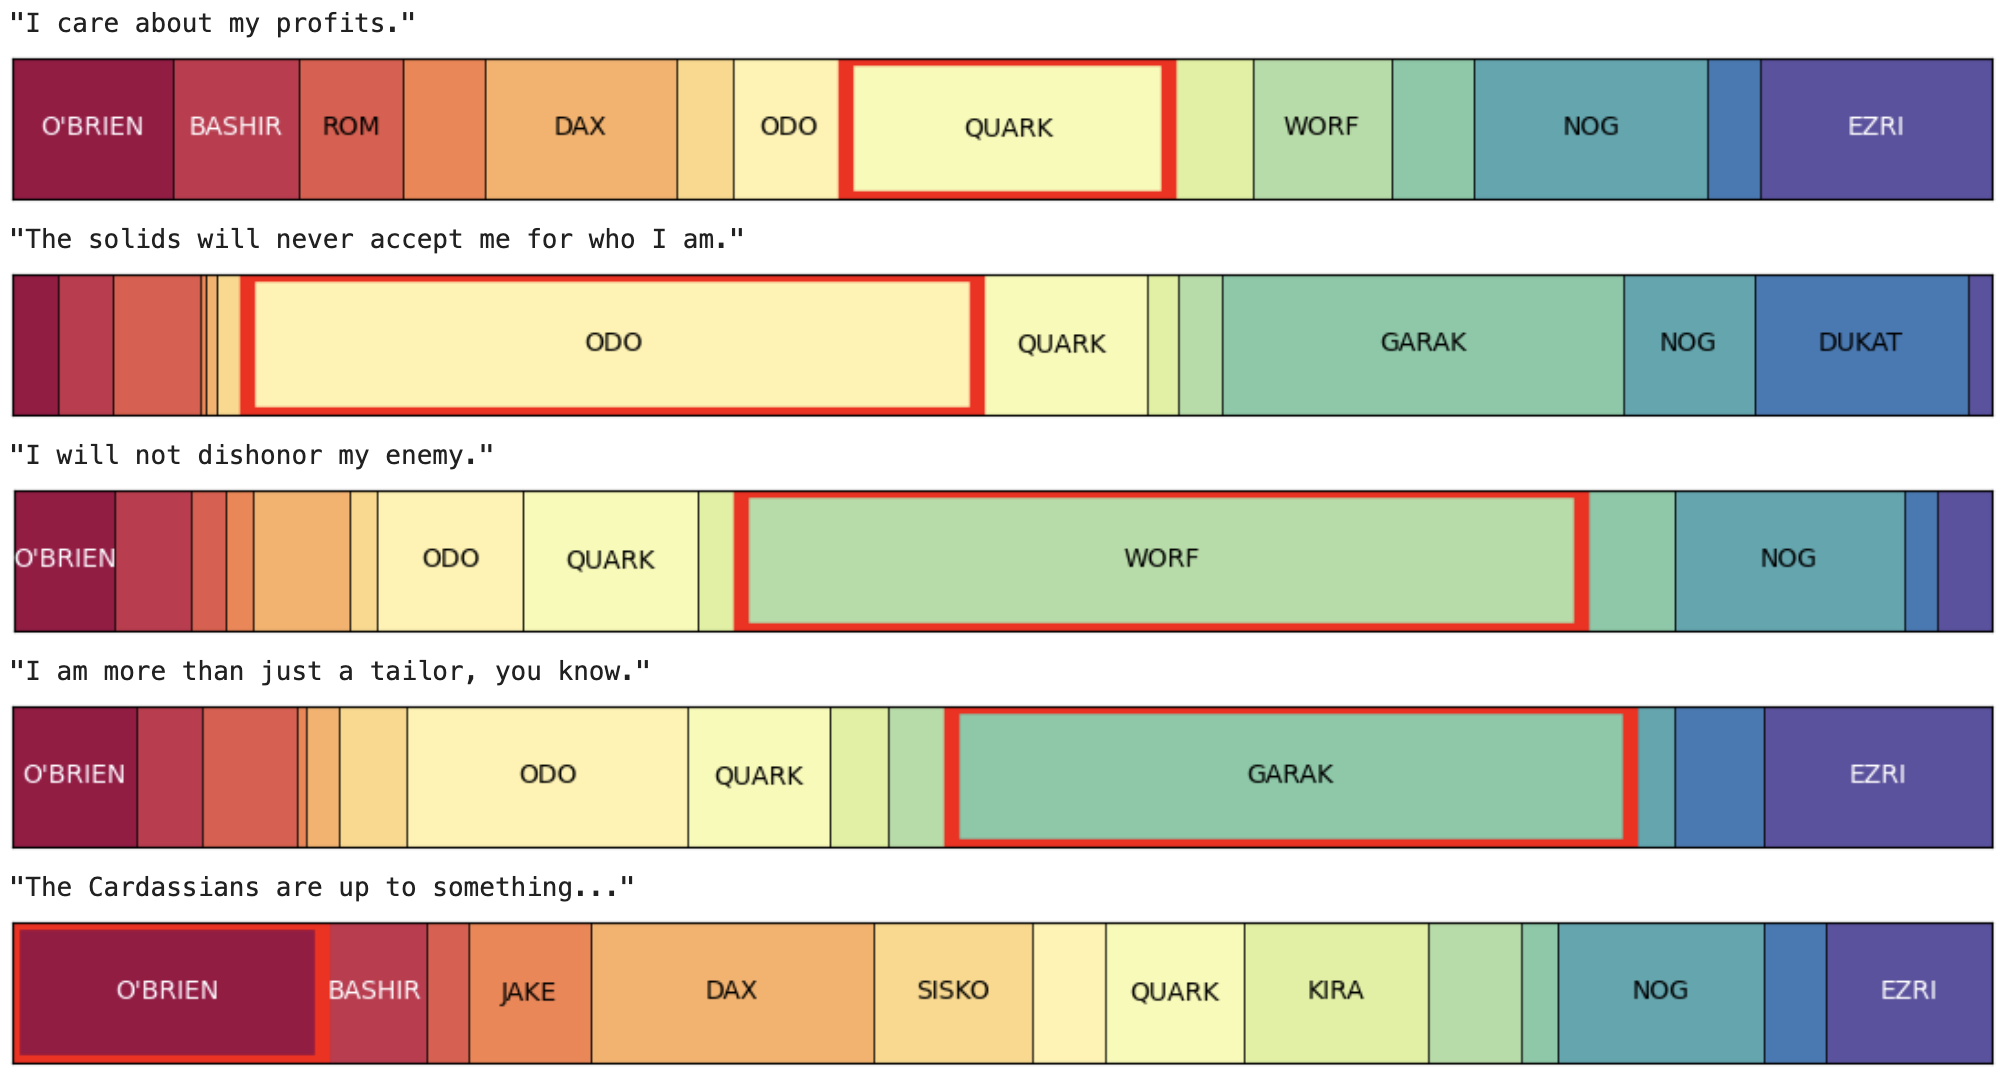 "I care about my profits."
O'BRIEN BASHIR ROM DAX ODO QUARK WORF NOG EZRI
"The solids will never accept me for who I am."
ODO QUARK GARAK NOG DUKAT
"I will not dishonor my enemy."
O'BRIEN ODO QUARK WORF NOG
"I am more than just a tailor, you know."
O'BRIEN ODO QUARK GARAK EZRI
"The Cardassians are up to something..."
O'BRIEN BASHIR JAKE DAX SISKO QUARK KIRA NOG EZRI